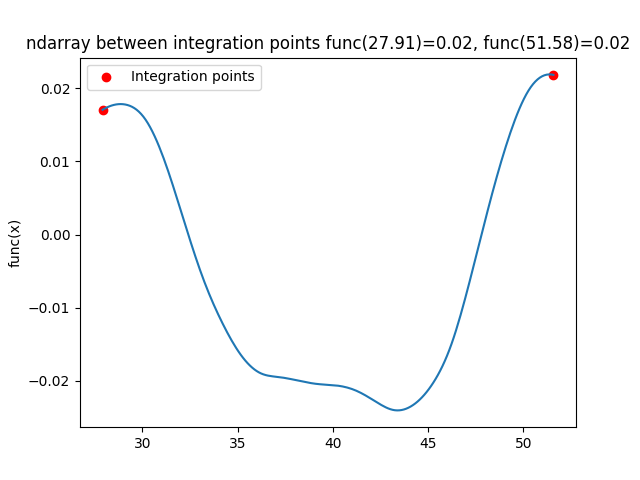 ndarray between integration points func(27.91)=0.02, func(51.58)=0.02
Integration points
func(x)
0.02
0.01
0.00
−0.01
−0.02
30 35 40 45 50